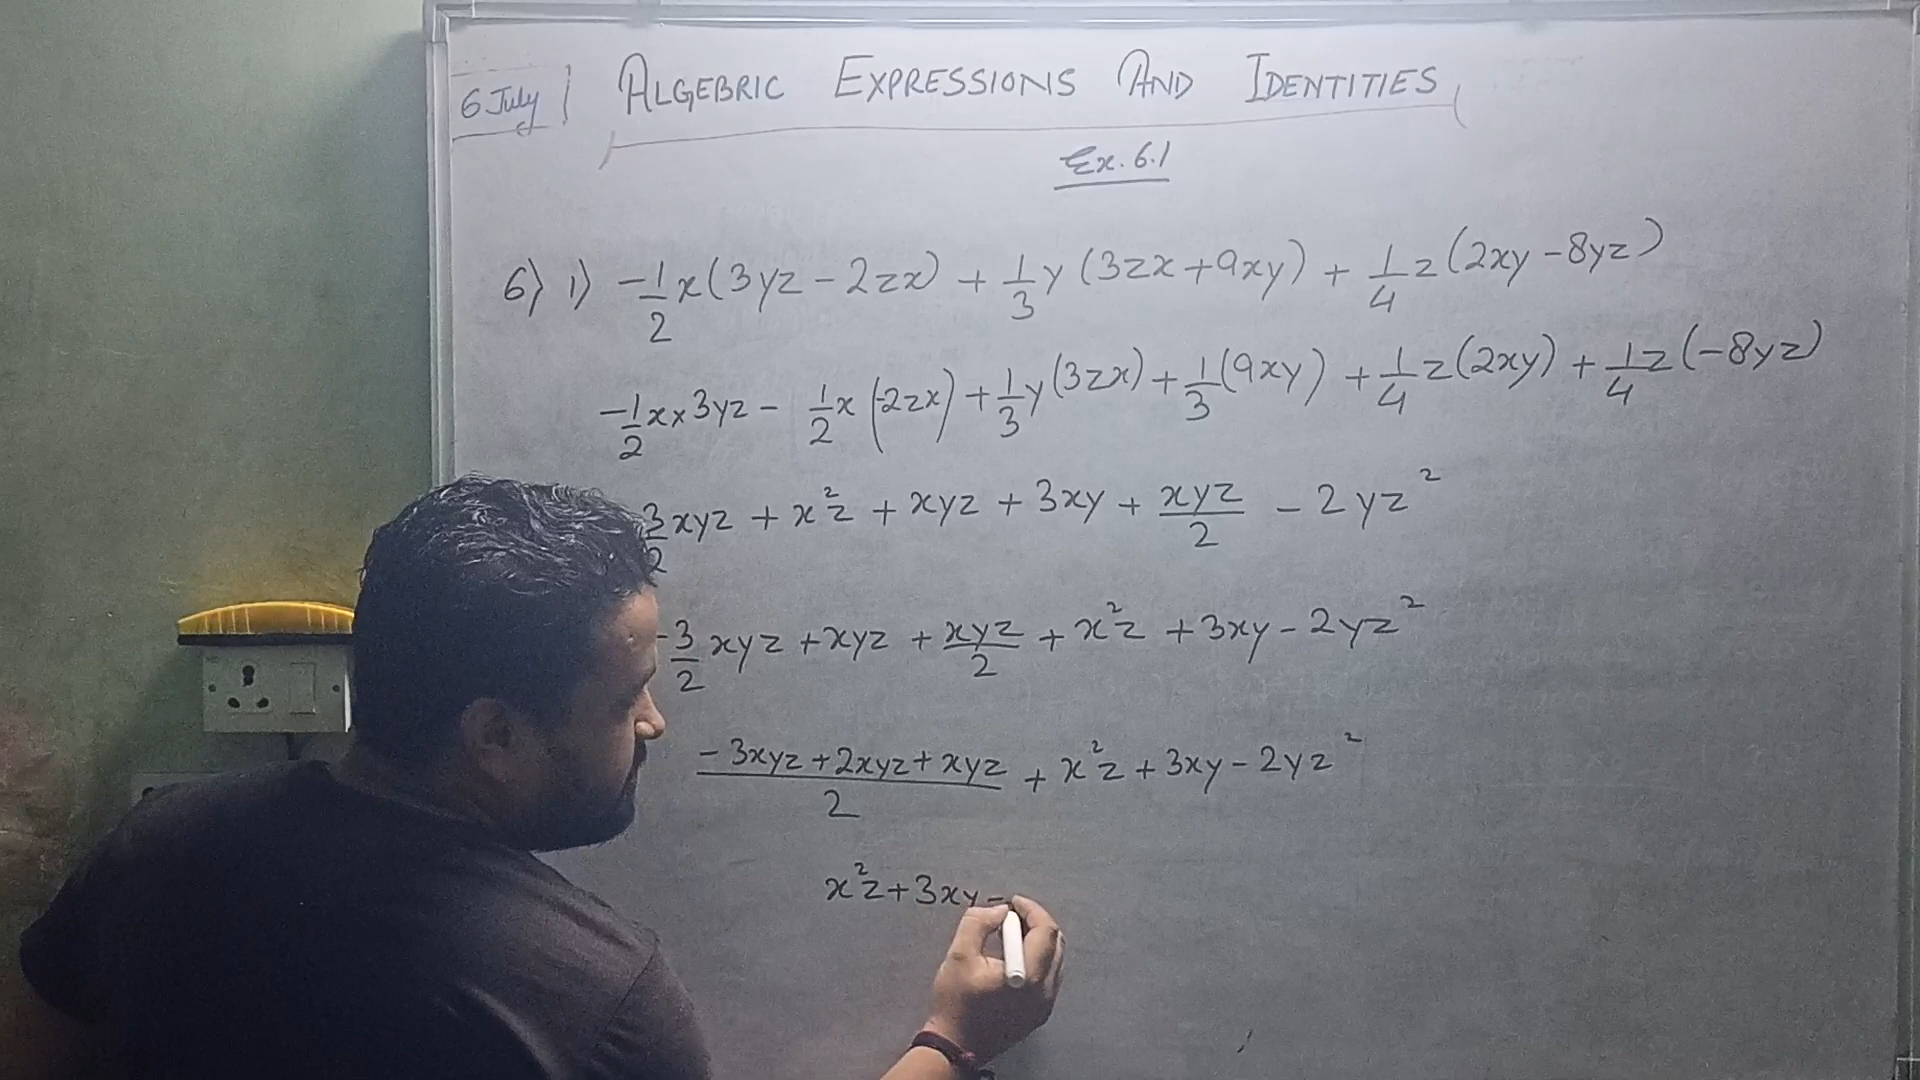 6 July ALGEBRIC EXPRESSIONS AND IDENTITIES
Ex. 6.1
6) 1) -1/2 x(3yz - 2zx) + 1/3 y(3zx + 9xy) + 1/4 z(2xy - 8yz)
-1/2 x × 3yz - 1/2 x(-2zx) + 1/3 y(3zx) + 1/3 (9xy) + 1/4 z(2xy) + 1/4 z(-8yz)
3/2 xyz + x²z + xyz + 3xy + xyz/2 - 2yz²
-3/2 xyz + xyz + xyz/2 + x²z + 3xy - 2yz²
(-3xyz + 2xyz + xyz)/2 + x²z + 3xy - 2yz²
x²z + 3xy -